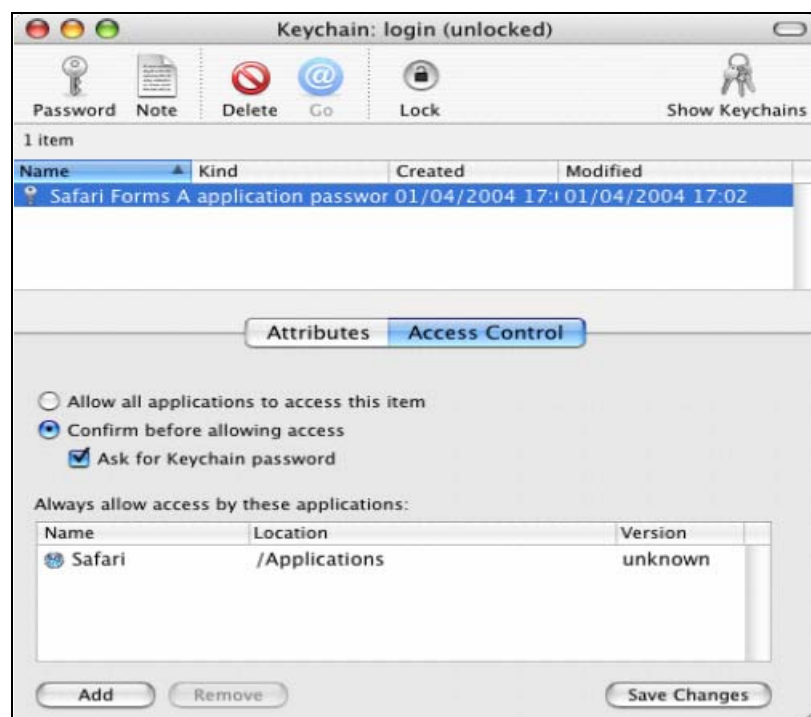 Keychain: login (unlocked)
Password Note Delete Go Lock Show Keychains
1 item
Name Kind Created Modified
Safari Forms A application passwor 01/04/2004 17:0 01/04/2004 17:02
Attributes Access Control
Allow all applications to access this item
Confirm before allowing access
Ask for Keychain password
Always allow access by these applications:
Name Location Version
Safari /Applications unknown
Add Remove Save Changes